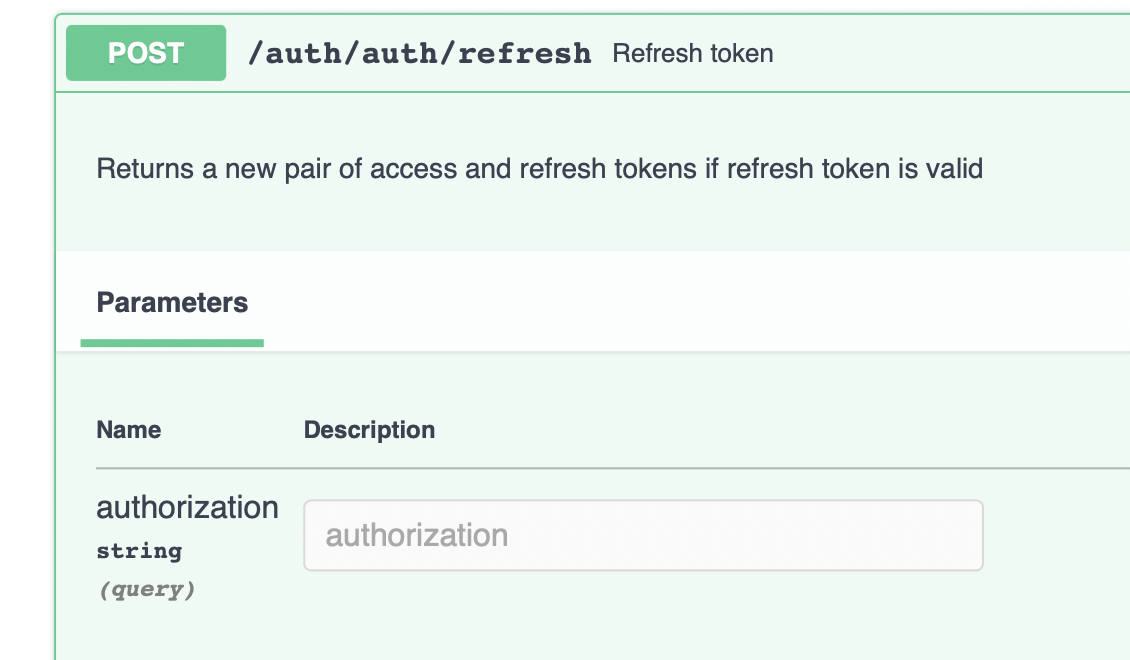 POST /auth/auth/refresh Refresh token
Returns a new pair of access and refresh tokens if refresh token is valid
Parameters
Name Description
authorization authorization
string
(query)